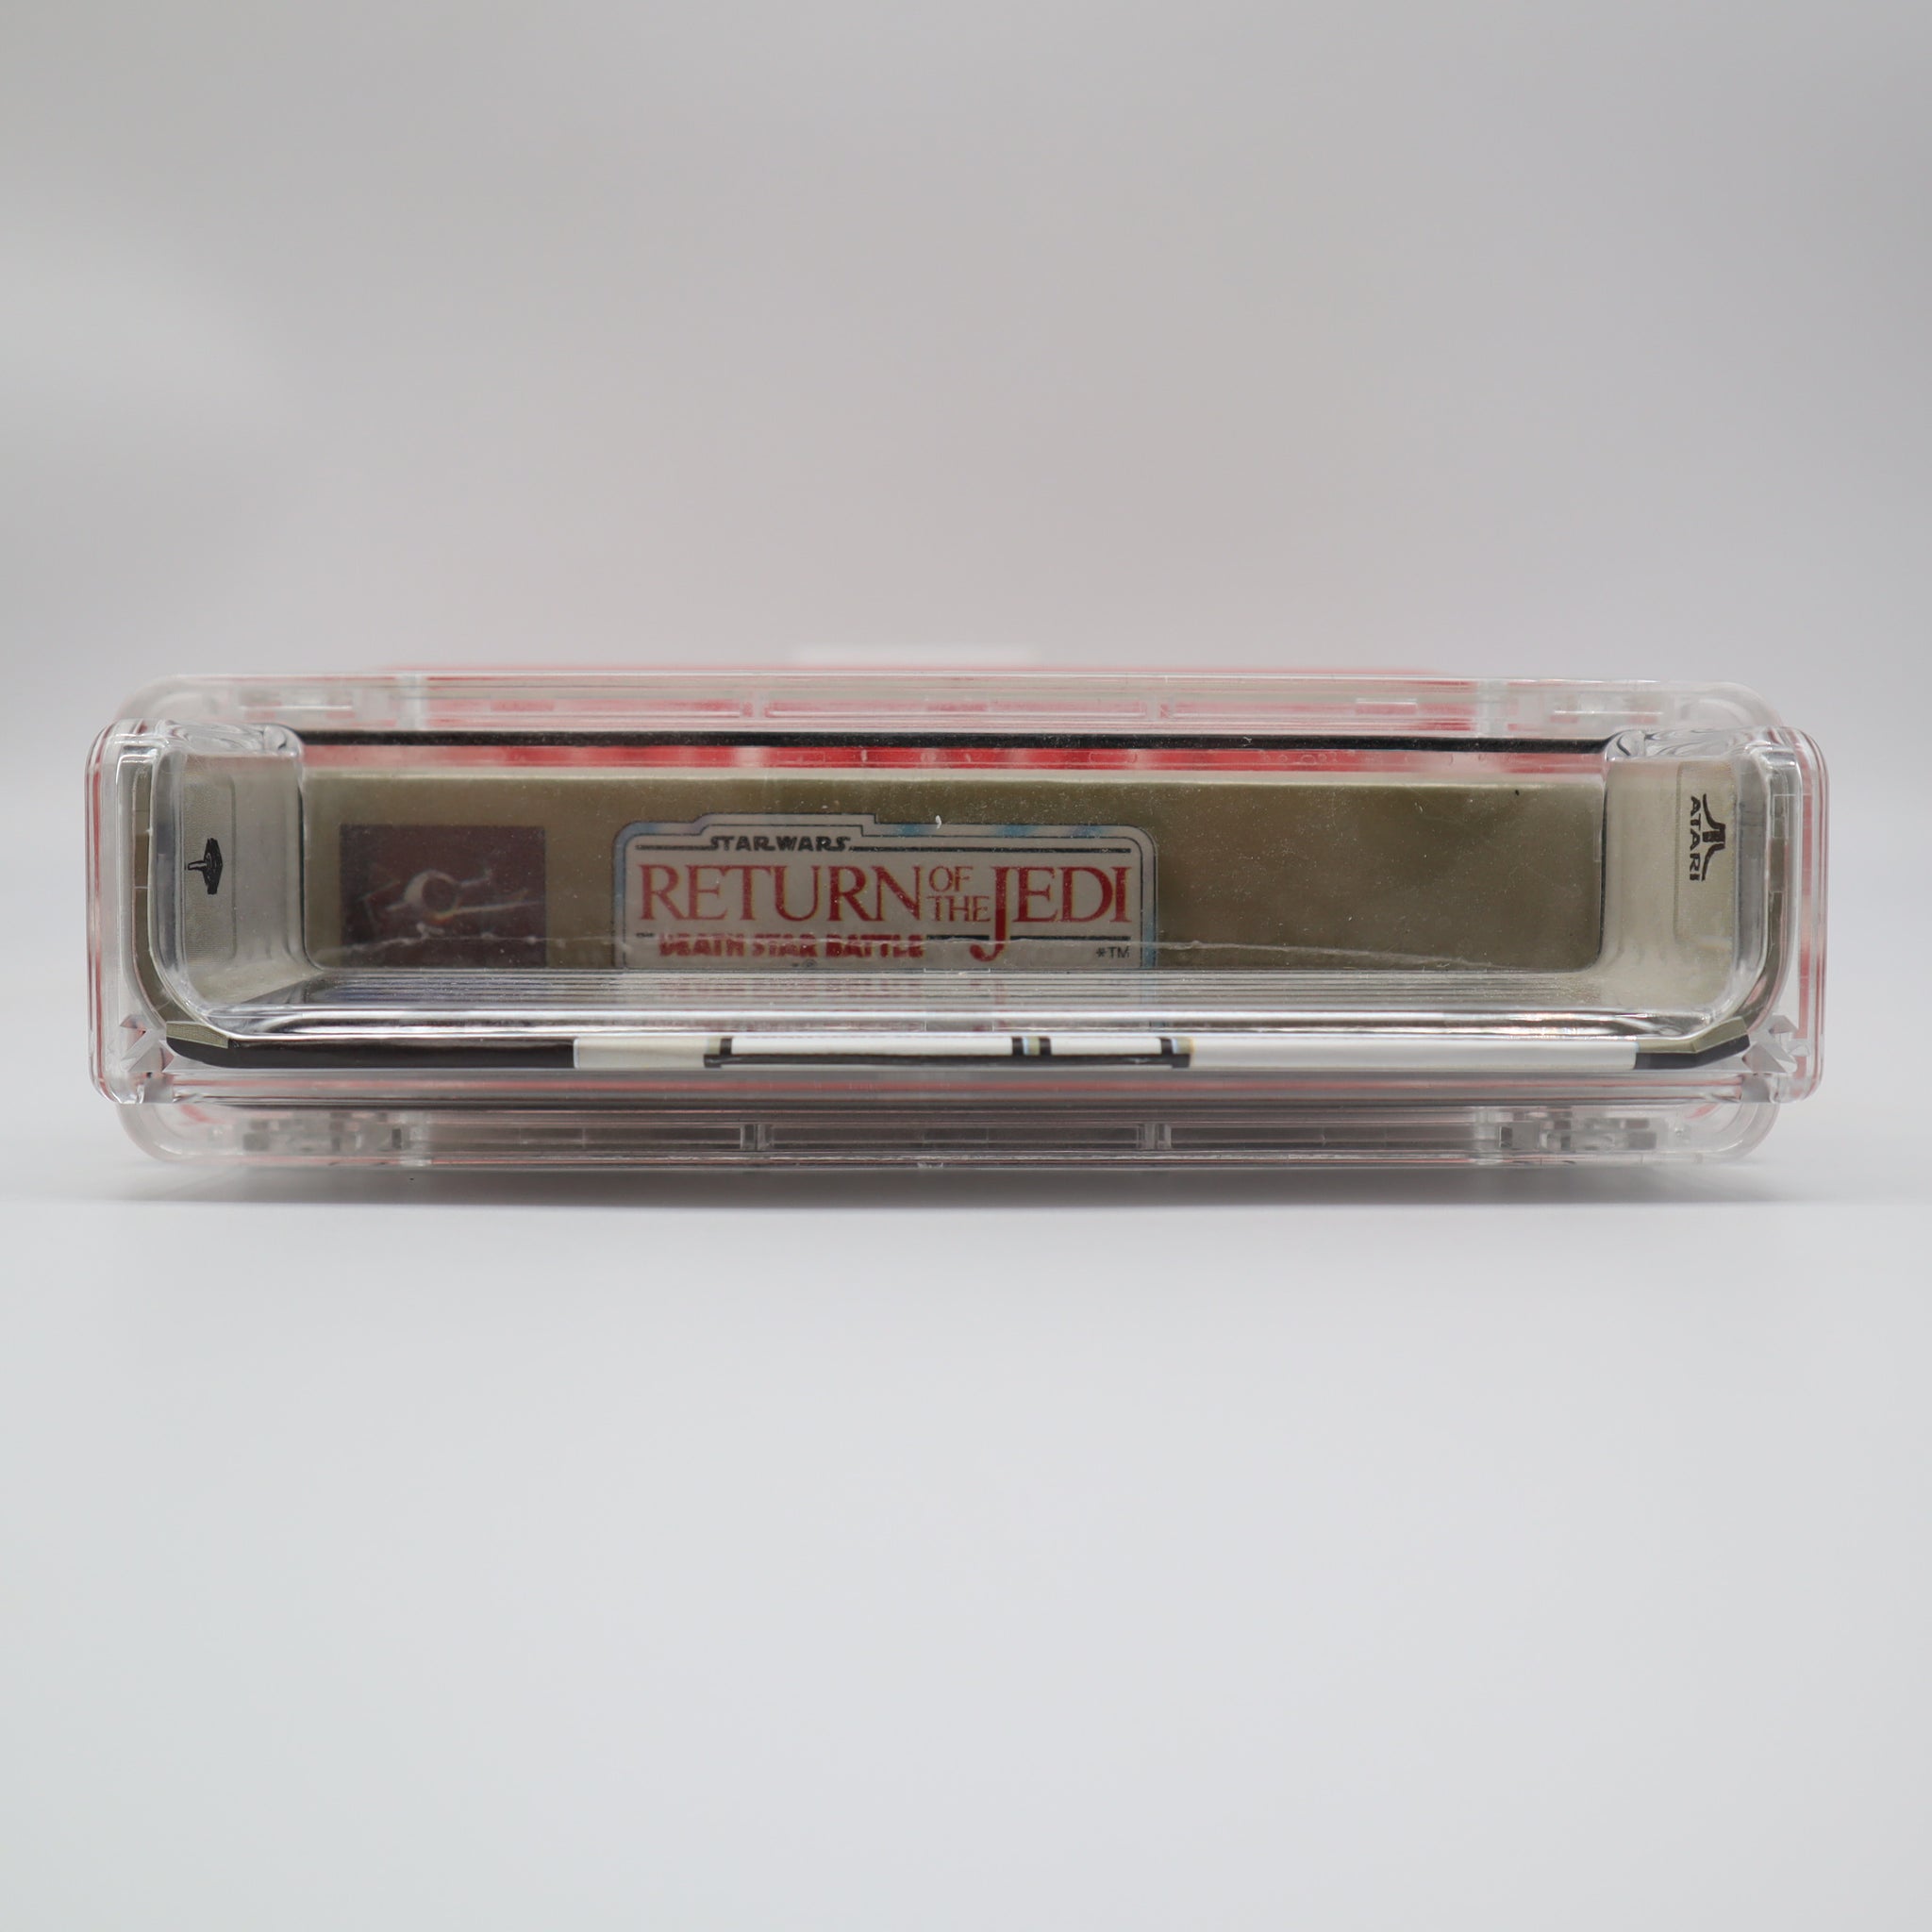 STAR WARS
RETURN OF THE JEDI
DEATH STAR BATTLE
*TM
ATARI